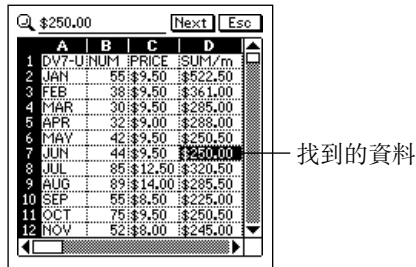 $250.00 Next Esc
A B C D
1 DV7-U NUM PRICE SUM/m
2 JAN 55 $9.50 $522.50
3 FEB 38 $9.50 $361.00
4 MAR 30 $9.50 $285.00
5 APR 32 $9.00 $288.00
6 MAY 42 $9.50 $250.50
7 JUN 44 $9.50 $250.00
8 JUL 85 $12.50 $320.50
9 AUG 89 $14.00 $285.50
10 SEP 55 $8.50 $225.00
11 OCT 75 $9.50 $250.50
12 NOV 52 $8.00 $245.00
找到的資料